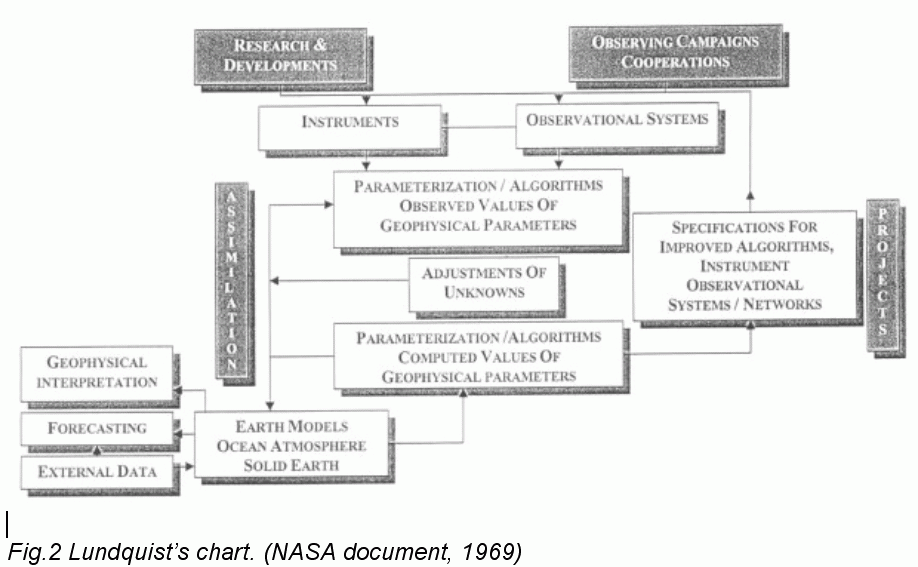 RESEARCH &
DEVELOPMENTS
OBSERVING CAMPAIGNS
COOPERATIONS
INSTRUMENTS
OBSERVATIONAL SYSTEMS
PARAMETERIZATION / ALGORITHMS
OBSERVED VALUES OF
GEOPHYSICAL PARAMETERS
ASSIMILATION
SPECIFICATIONS FOR
IMPROVED ALGORITHMS,
INSTRUMENT
OBSERVATIONAL
SYSTEMS / NETWORKS
PROJECTS
ADJUSTMENTS OF
UNKNOWNS
PARAMETERIZATION /ALGORITHMS
COMPUTED VALUES OF
GEOPHYSICAL PARAMETERS
GEOPHYSICAL
INTERPRETATION
FORECASTING
EXTERNAL DATA
EARTH MODELS
OCEAN ATMOSPHERE
SOLID EARTH
Fig.2 Lundquist's chart. (NASA document, 1969)